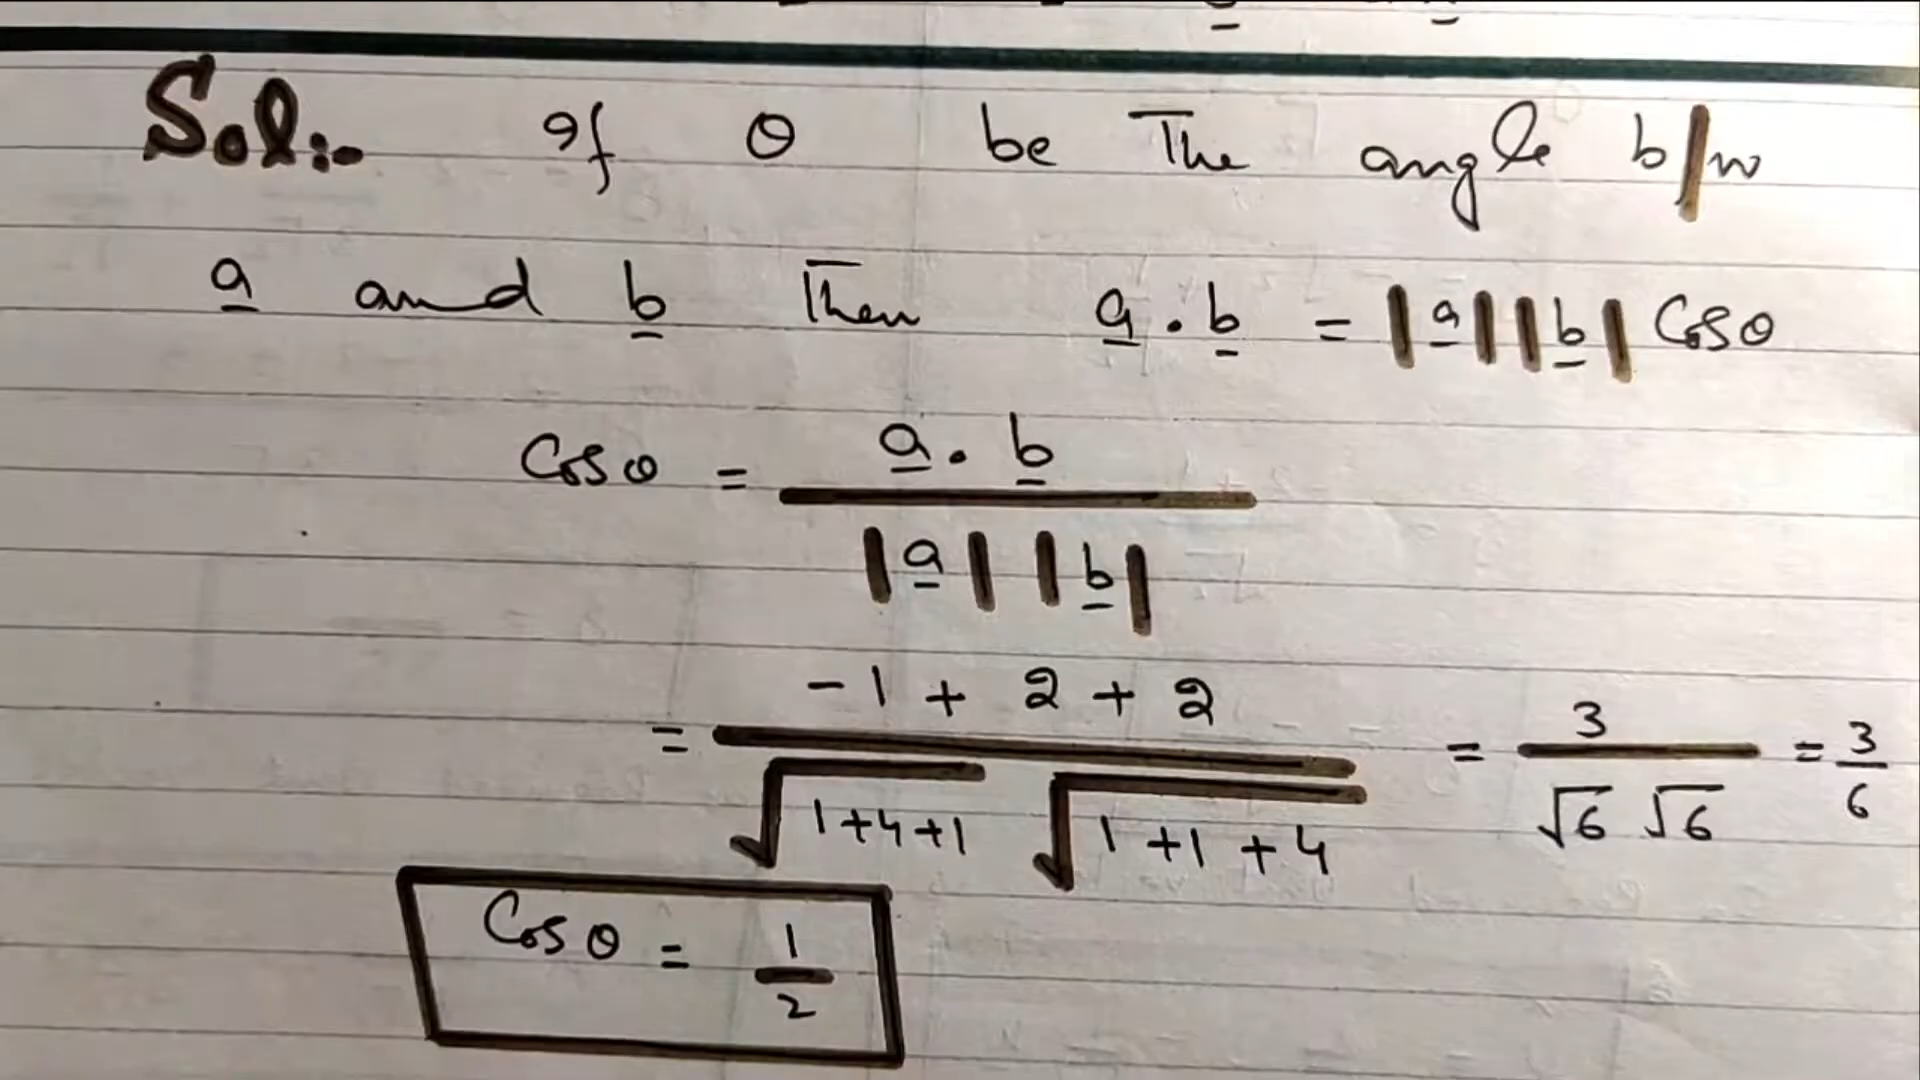 Sol:- If θ be The angle b/w
a and b Then a . b = |a||b| Cosθ
Cosθ = a . b / |a| |b|
= -1 + 2 + 2 / √1+4+1 √1+1+4 = 3 / √6 √6 = 3/6
Cosθ = 1/2